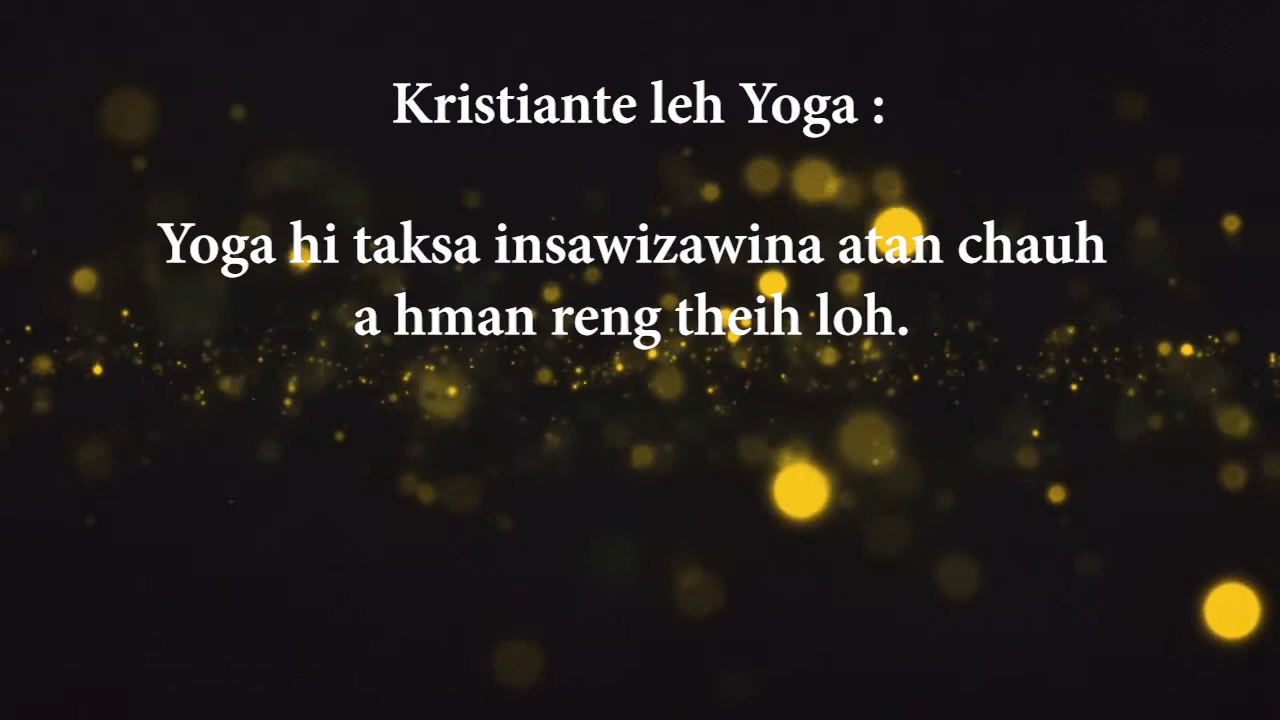 Kristiante leh Yoga :
Yoga hi taksa insawizawina atan chauh
a hman reng theih loh.